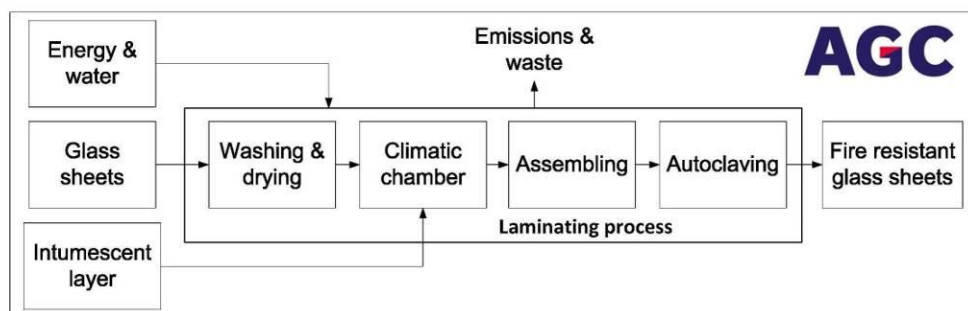 Energy &
water
Emissions &
waste
AGC
Glass
sheets
Washing &
drying
Climatic
chamber
Assembling
Autoclaving
Fire resistant
glass sheets
Laminating process
Intumescent
layer